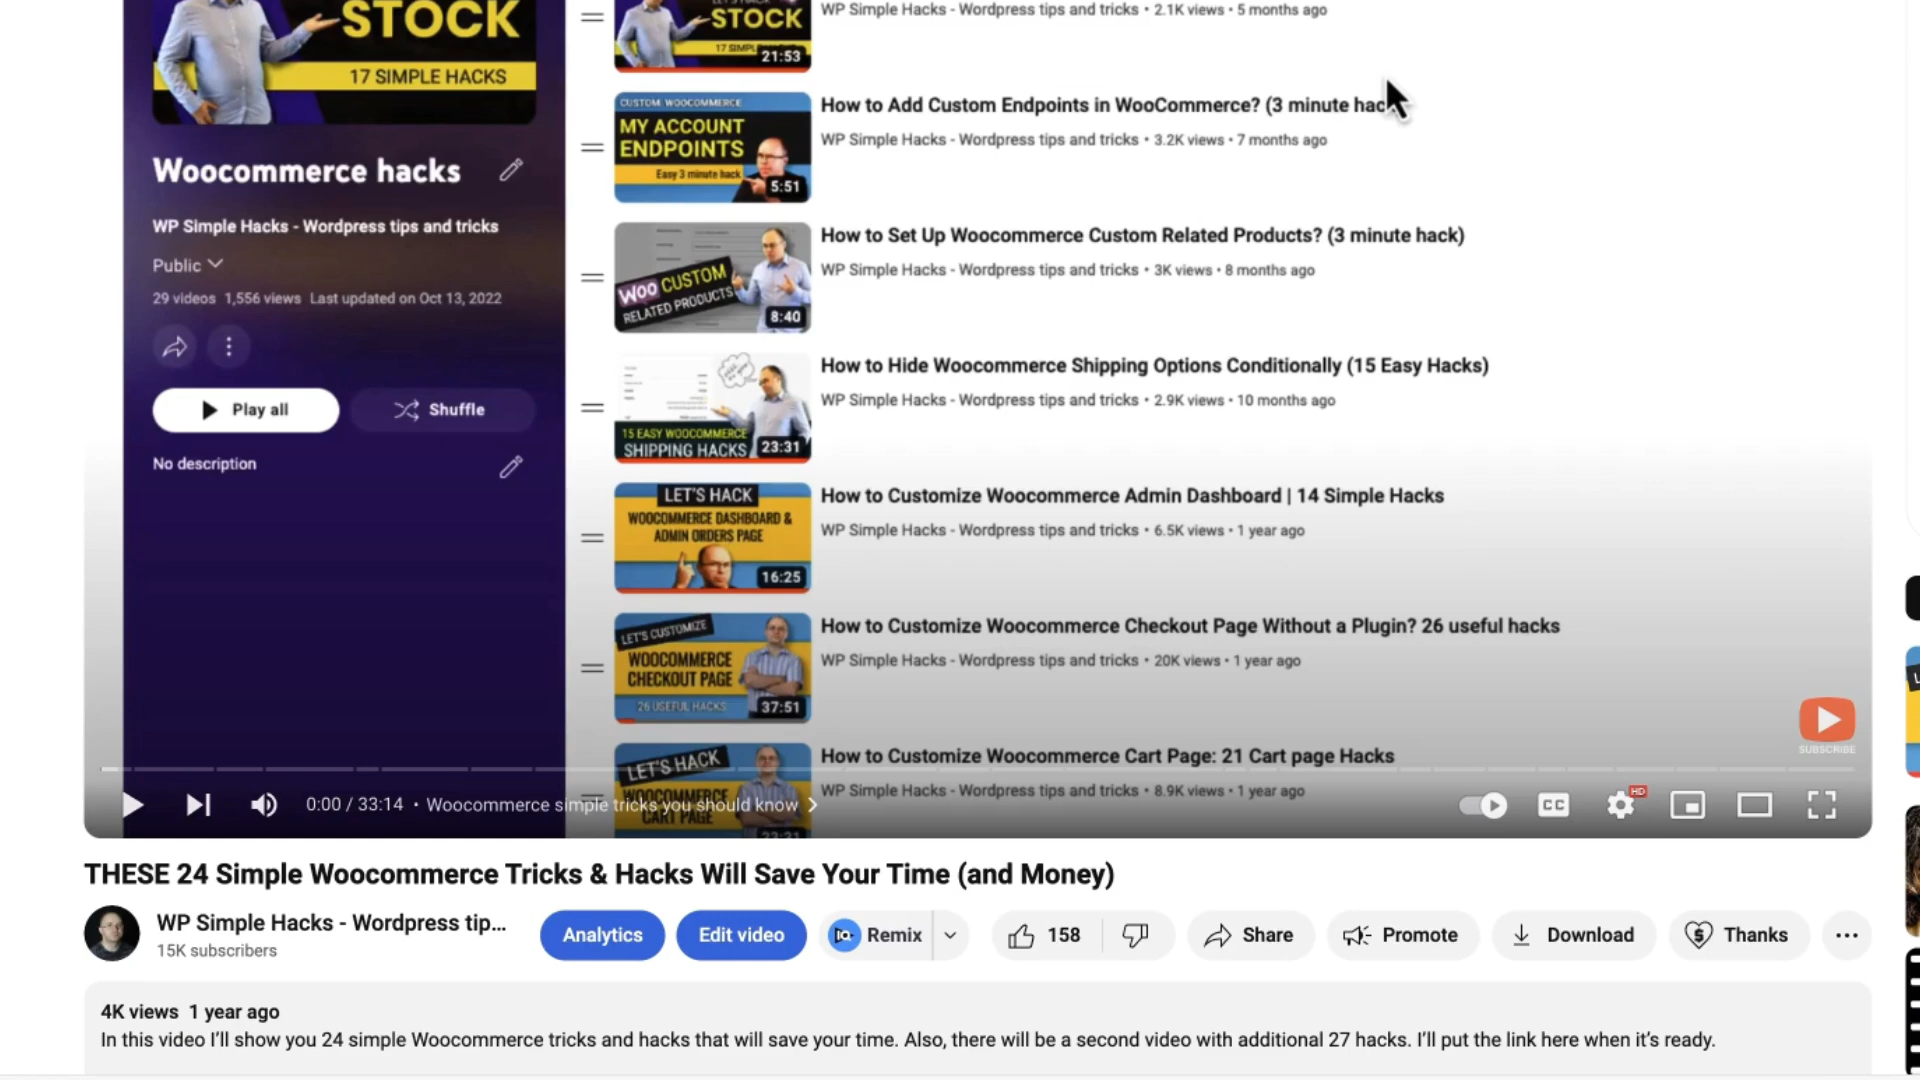 STOCK
17 SIMPLE HACKS
Woocommerce hacks
WP Simple Hacks - Wordpress tips and tricks
Public
29 videos 1,556 views Last updated on Oct 13, 2022
Play all
Shuffle
No description
STOCK
21:53
WP Simple Hacks - Wordpress tips and tricks • 2.1K views • 5 months ago
CUSTOM WOOCOMMERCE
MY ACCOUNT
ENDPOINTS
Easy 3 minute hack
5:51
How to Add Custom Endpoints in WooCommerce? (3 minute hac
WP Simple Hacks - Wordpress tips and tricks • 3.2K views • 7 months ago
WOO CUSTOM
RELATED PRODUCTS
8:40
How to Set Up Woocommerce Custom Related Products? (3 minute hack)
WP Simple Hacks - Wordpress tips and tricks • 3K views • 8 months ago
15 EASY WOOCOMMERCE
SHIPPING HACKS
23:31
How to Hide Woocommerce Shipping Options Conditionally (15 Easy Hacks)
WP Simple Hacks - Wordpress tips and tricks • 2.9K views • 10 months ago
LET'S HACK
WOOCOMMERCE DASHBOARD &
ADMIN ORDERS PAGE
16:25
How to Customize Woocommerce Admin Dashboard | 14 Simple Hacks
WP Simple Hacks - Wordpress tips and tricks • 6.5K views • 1 year ago
LET'S CUSTOMIZE
WOOCOMMERCE
CHECKOUT PAGE
26 USEFUL HACKS
37:51
How to Customize Woocommerce Checkout Page Without a Plugin? 26 useful hacks
WP Simple Hacks - Wordpress tips and tricks • 20K views • 1 year ago
SUBSCRIBE
LET'S HACK
WOOCOMMERCE
CART PAGE
How to Customize Woocommerce Cart Page: 21 Cart page Hacks
WP Simple Hacks - Wordpress tips and tricks • 8.9K views • 1 year ago
0:00 / 33:14 • Woocommerce simple tricks you should know
CC
HD
THESE 24 Simple Woocommerce Tricks & Hacks Will Save Your Time (and Money)
WP Simple Hacks - Wordpress tip...
15K subscribers
Analytics
Edit video
Remix
158
Share
Promote
Download
Thanks
4K views 1 year ago
In this video I'll show you 24 simple Woocommerce tricks and hacks that will save your time. Also, there will be a second video with additional 27 hacks. I'll put the link here when it's ready.